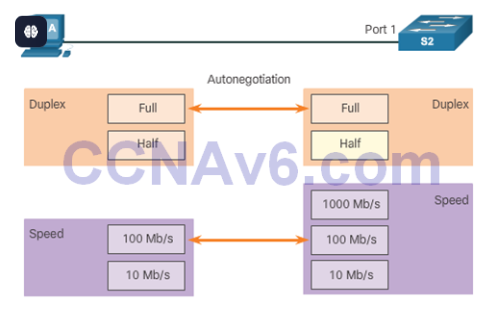 A
Port 1
S2
Autonegotiation
Duplex
Full
Full
Duplex
Half
Half
CCNAv6.com
1000 Mb/s
Speed
Speed
100 Mb/s
100 Mb/s
10 Mb/s
10 Mb/s